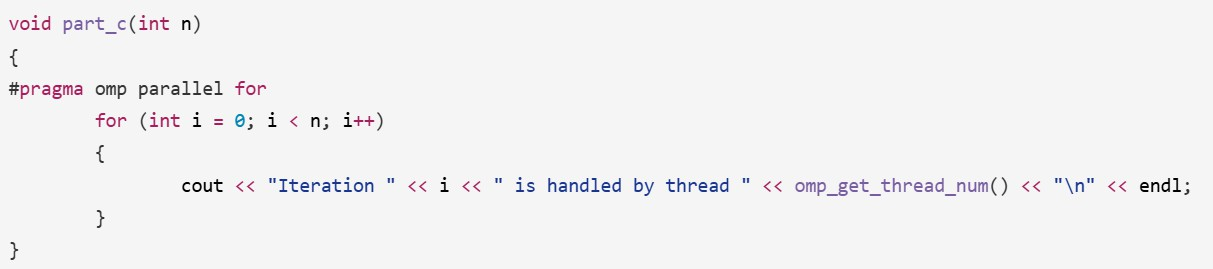 void part_c(int n)
{
#pragma omp parallel for
        for (int i = 0; i < n; i++)
        {
                cout << "Iteration " << i << " is handled by thread " << omp_get_thread_num() << "\n" << endl;
        }
}